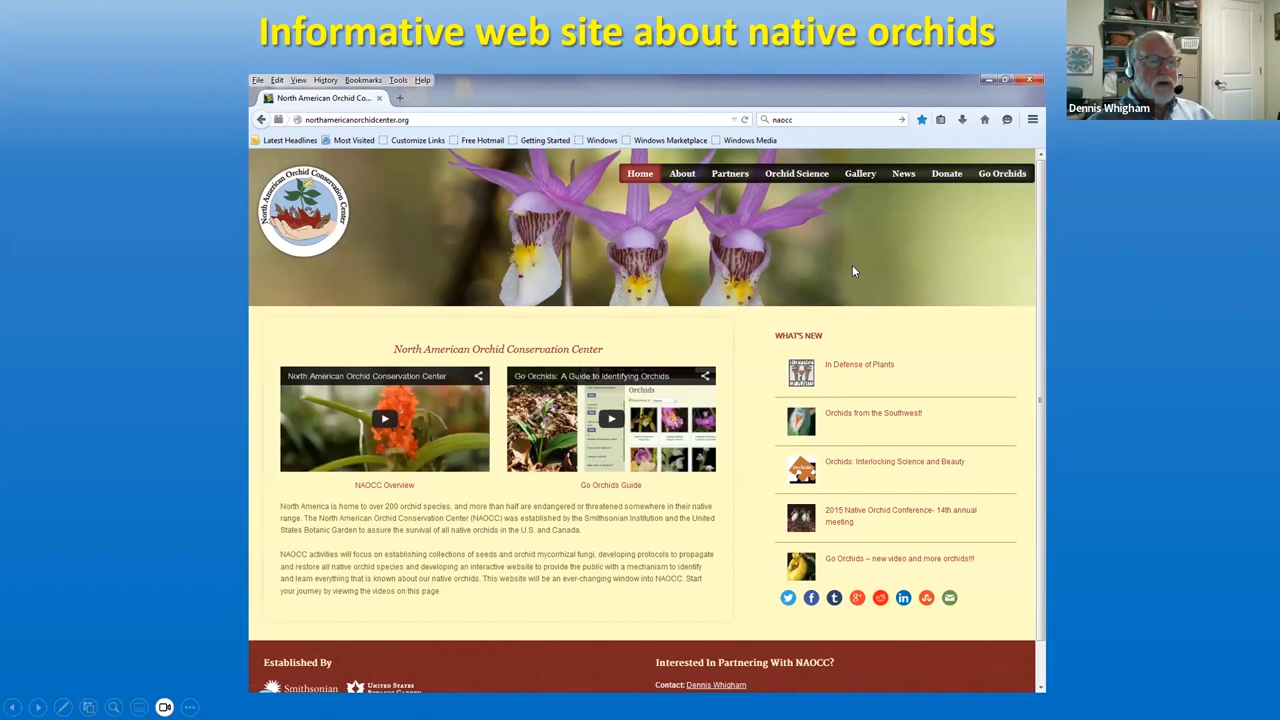 Informative web site about native orchids
Dennis Whigham
File Edit View History Bookmarks Tools Help
North American Orchid Co...
northamericanorchidcenter.org
naocc
Latest Headlines Most Visited Customize Links Free Hotmail Getting Started Windows Windows Marketplace Windows Media
North American Orchid Conservation Center
Home About Partners Orchid Science Gallery News Donate Go Orchids
North American Orchid Conservation Center
North American Orchid Conservation Center
Go Orchids: A Guide to Identifying Orchids
Orchids
NAOCC Overview
Go Orchids Guide
North America is home to over 200 orchid species, and more than half are endangered or threatened somewhere in their native
range. The North American Orchid Conservation Center (NAOCC) was established by the Smithsonian Institution and the United
States Botanic Garden to assure the survival of all native orchids in the U.S. and Canada.
NAOCC activities will focus on establishing collections of seeds and orchid mycorrhizal fungi, developing protocols to propagate
and restore all native orchid species and developing an interactive website to provide the public with a mechanism to identify
and learn everything that is known about our native orchids. This website will be an ever-changing window into NAOCC. Start
your journey by viewing the videos on this page.
WHAT'S NEW
In Defense of Plants
Orchids from the Southwest!
Orchids: Interlocking Science and Beauty
2015 Native Orchid Conference- 14th annual
meeting
Go Orchids – new video and more orchids!!!
Established By
Smithsonian
UNITED STATES
BOTANIC GARDEN
Interested In Partnering With NAOCC?
Contact: Dennis Whigham